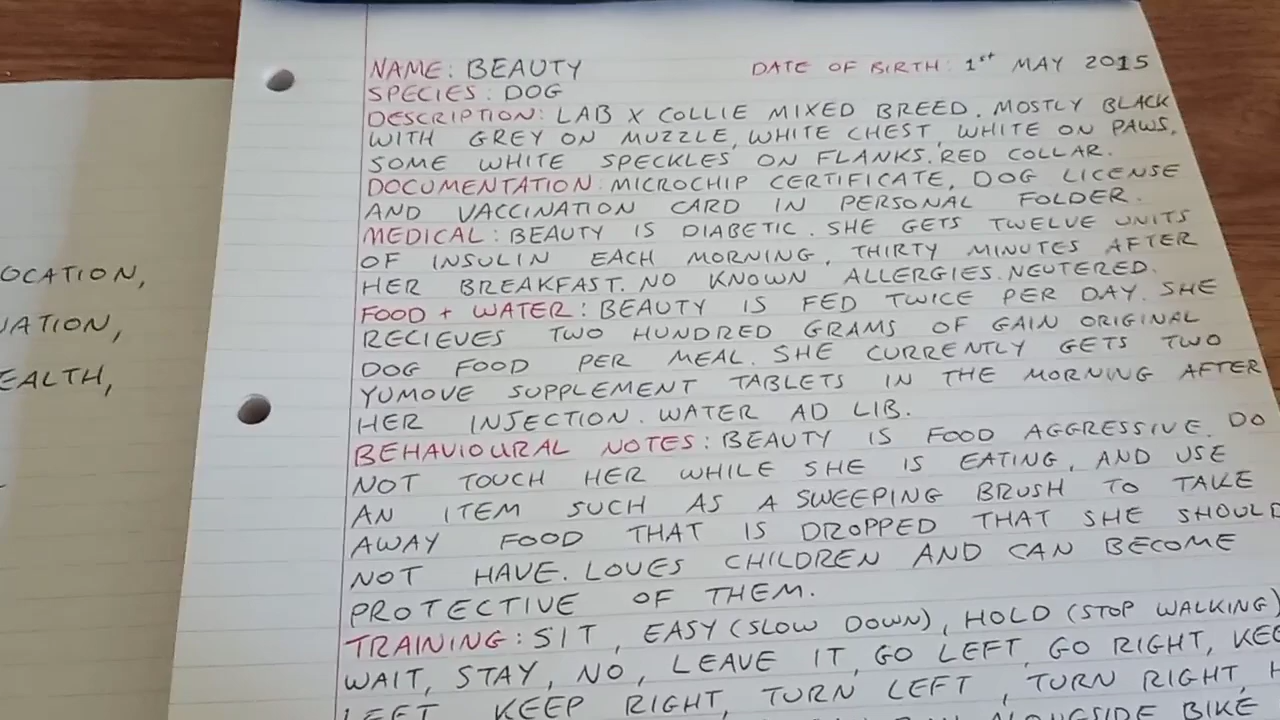 NAME: BEAUTY DATE OF BIRTH: 1st MAY 2015
SPECIES: DOG
DESCRIPTION: LAB X COLLIE MIXED BREED. MOSTLY BLACK
WITH GREY ON MUZZLE, WHITE CHEST, WHITE ON PAWS,
SOME WHITE SPECKLES ON FLANKS. RED COLLAR.
DOCUMENTATION: MICROCHIP CERTIFICATE, DOG LICENSE
AND VACCINATION CARD IN PERSONAL FOLDER.
MEDICAL: BEAUTY IS DIABETIC. SHE GETS TWELVE UNITS
OF INSULIN EACH MORNING, THIRTY MINUTES AFTER
HER BREAKFAST. NO KNOWN ALLERGIES. NEUTERED.
FOOD + WATER: BEAUTY IS FED TWICE PER DAY. SHE
RECIEVES TWO HUNDRED GRAMS OF GAIN ORIGINAL
DOG FOOD PER MEAL. SHE CURRENTLY GETS TWO
YUMOVE SUPPLEMENT TABLETS IN THE MORNING AFTER
HER INJECTION. WATER AD LIB.
BEHAVIOURAL NOTES: BEAUTY IS FOOD AGGRESSIVE. DO
NOT TOUCH HER WHILE SHE IS EATING, AND USE
AN ITEM SUCH AS A SWEEPING BRUSH TO TAKE
AWAY FOOD THAT IS DROPPED THAT SHE SHOULD
NOT HAVE. LOVES CHILDREN AND CAN BECOME
PROTECTIVE OF THEM.
TRAINING: SIT, EASY (SLOW DOWN), HOLD (STOP WALKING)
WAIT, STAY, NO, LEAVE IT, GO LEFT, GO RIGHT,
LEFT, KEEP RIGHT, TURN LEFT, TURN RIGHT,
ALONGSIDE BIKE
OCATION,
UATION,
EALTH,